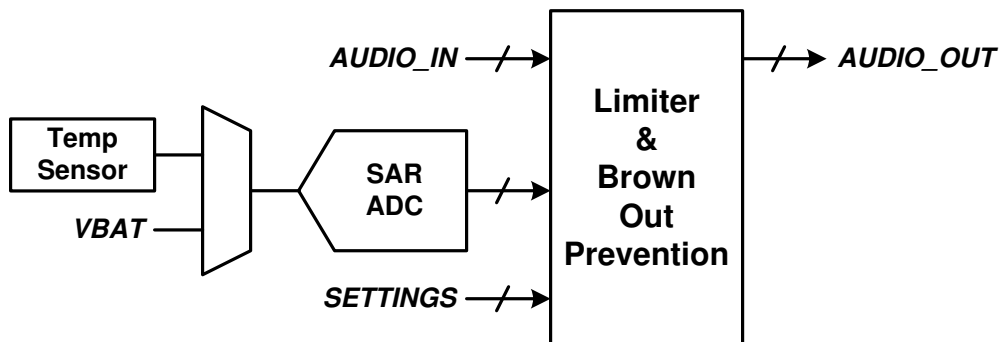 AUDIO_IN
AUDIO_OUT
Temp
Sensor
VBAT
SAR
ADC
SETTINGS
Limiter
&
Brown
Out
Prevention